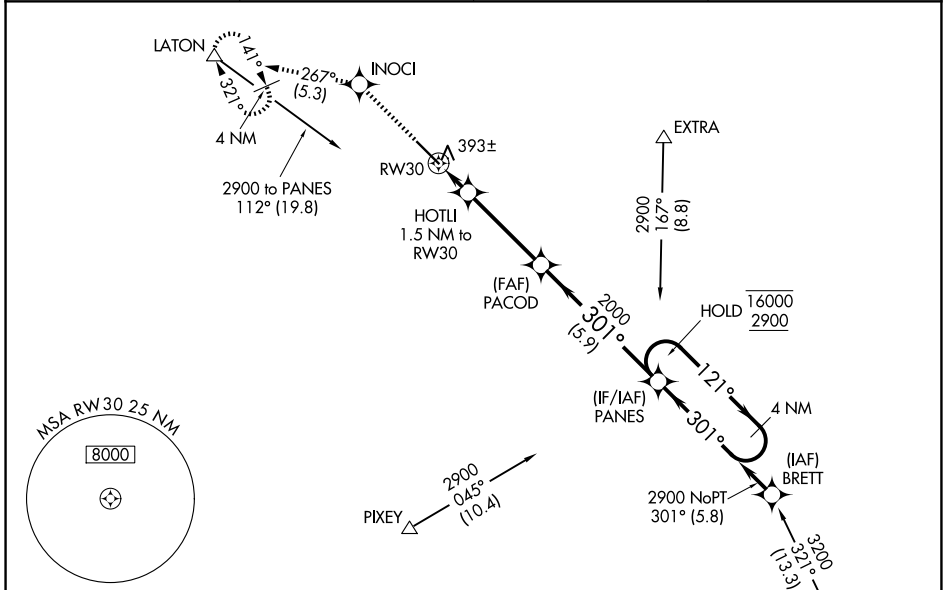 LATON
141°
321°
4 NM
267°
(5.3)
INOCI
2900 to PANES
112° (19.8)
RW30
393±
HOTLI
1.5 NM to
RW30
EXTRA
2900
167°
(8.8)
(FAF)
PACOD
2000
301°
(5.9)
HOLD
16000
2900
(IF/IAF)
PANES
121°
301°
4 NM
(IAF)
BRETT
2900 NoPT
301° (5.8)
3200
321°
(13.3)
2900
045°
(10.4)
PIXEY
MSA RW30 25 NM
8000